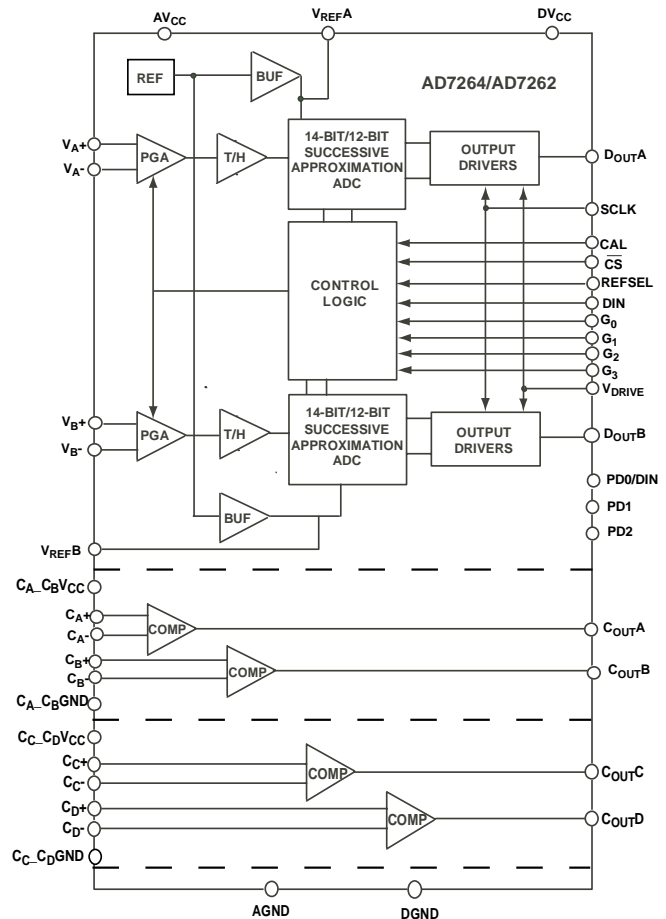 AVCC
VREFA
DVCC
REF
BUF
AD7264/AD7262
VA+
VA-
PGA
T/H
14-BIT/12-BIT
SUCCESSIVE
APPROXIMATION
ADC
OUTPUT
DRIVERS
DOUTA
SCLK
CAL
CS
REFSEL
DIN
G0
G1
G2
G3
VDRIVE
CONTROL
LOGIC
VB+
VB-
PGA
T/H
14-BIT/12-BIT
SUCCESSIVE
APPROXIMATION
ADC
OUTPUT
DRIVERS
DOUTB
PD0/DIN
PD1
PD2
BUF
VREFB
CA_CBVCC
CA+
CA-
COMP
COUTA
CB+
CB-
COMP
COUTB
CA_CBGND
CC_CDVCC
CC+
CC-
COMP
COUTC
CD+
CD-
COMP
COUTD
CC_CDGND
AGND
DGND